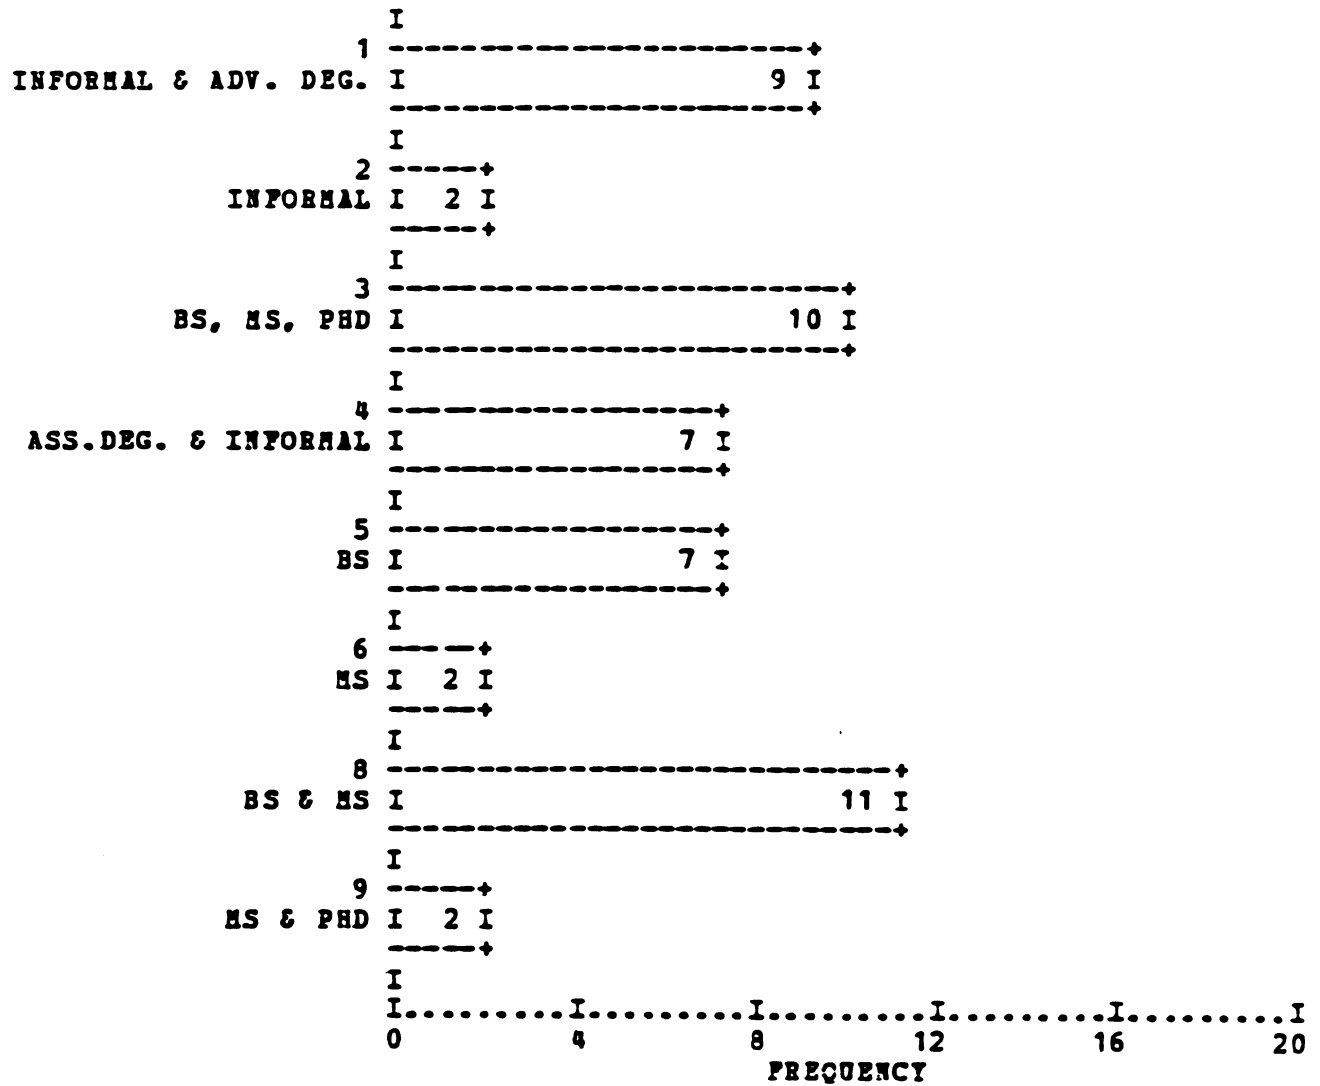 I
1 -----------------------+
INFORMAL & ADV. DEG. I 9 I
-----------------------+
I
2 -----+
INFORMAL I 2 I
-----+
I
3 -------------------------+
BS, MS, PHD I 10 I
-------------------------+
I
4 ------------------+
ASS.DEG. & INFORMAL I 7 I
------------------+
I
5 ------------------+
BS I 7 I
------------------+
I
6 -----+
MS I 2 I
-----+
I
8 ----------------------------+
BS & MS I 11 I
----------------------------+
I
9 -----+
MS & PHD I 2 I
-----+
I
I.........I.........I.........I.........I.........I
0 4 8 12 16 20
FREQUENCY